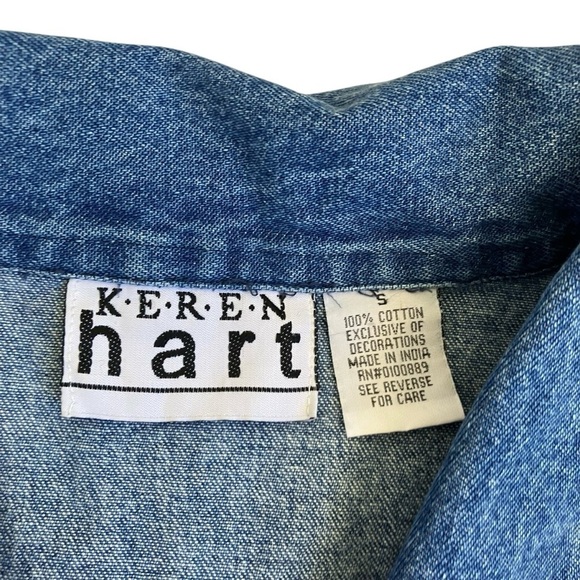 K·E·R·E·N
hart
S
100% COTTON
EXCLUSIVE OF
DECORATIONS
MADE IN INDIA
RN#0100889
SEE REVERSE
FOR CARE